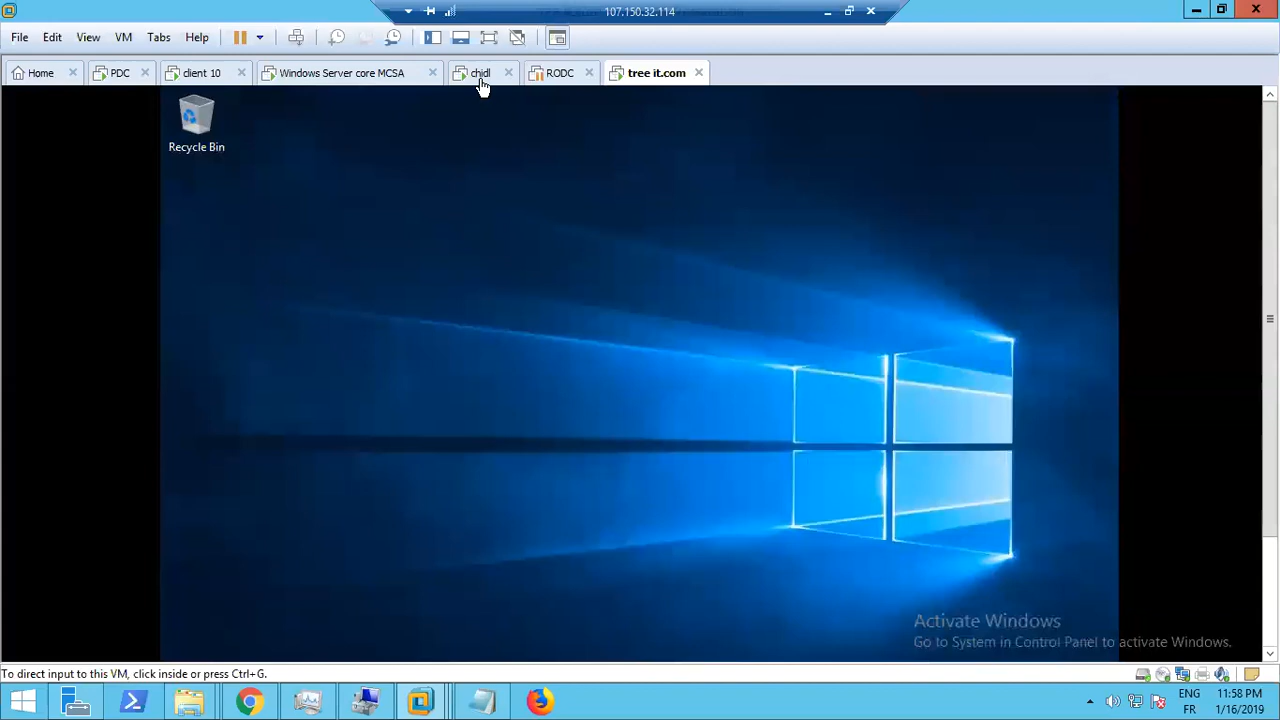 107.150.32.114
File Edit View VM Tabs Help
Home PDC client 10 Windows Server core MCSA chidl RODC tree it.com
Recycle Bin
Activate Windows
Go to System in Control Panel to activate Windows.
To direct input to this VM, click inside or press Ctrl+G.
ENG 11:58 PM
FR 1/16/2019